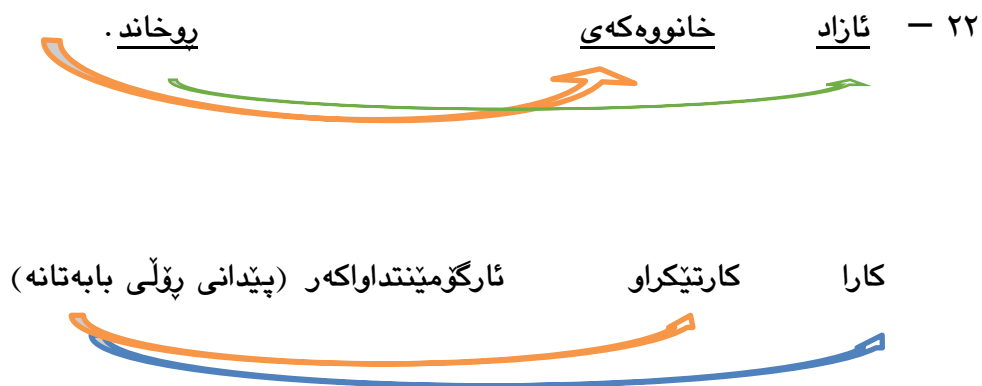 ٢٢ – ئازاد خانووەکەی ڕوخاند.
کارا کارتێکراو ئارگۆمێنتداواکەر (پێدانی ڕۆڵی بابەتانە)